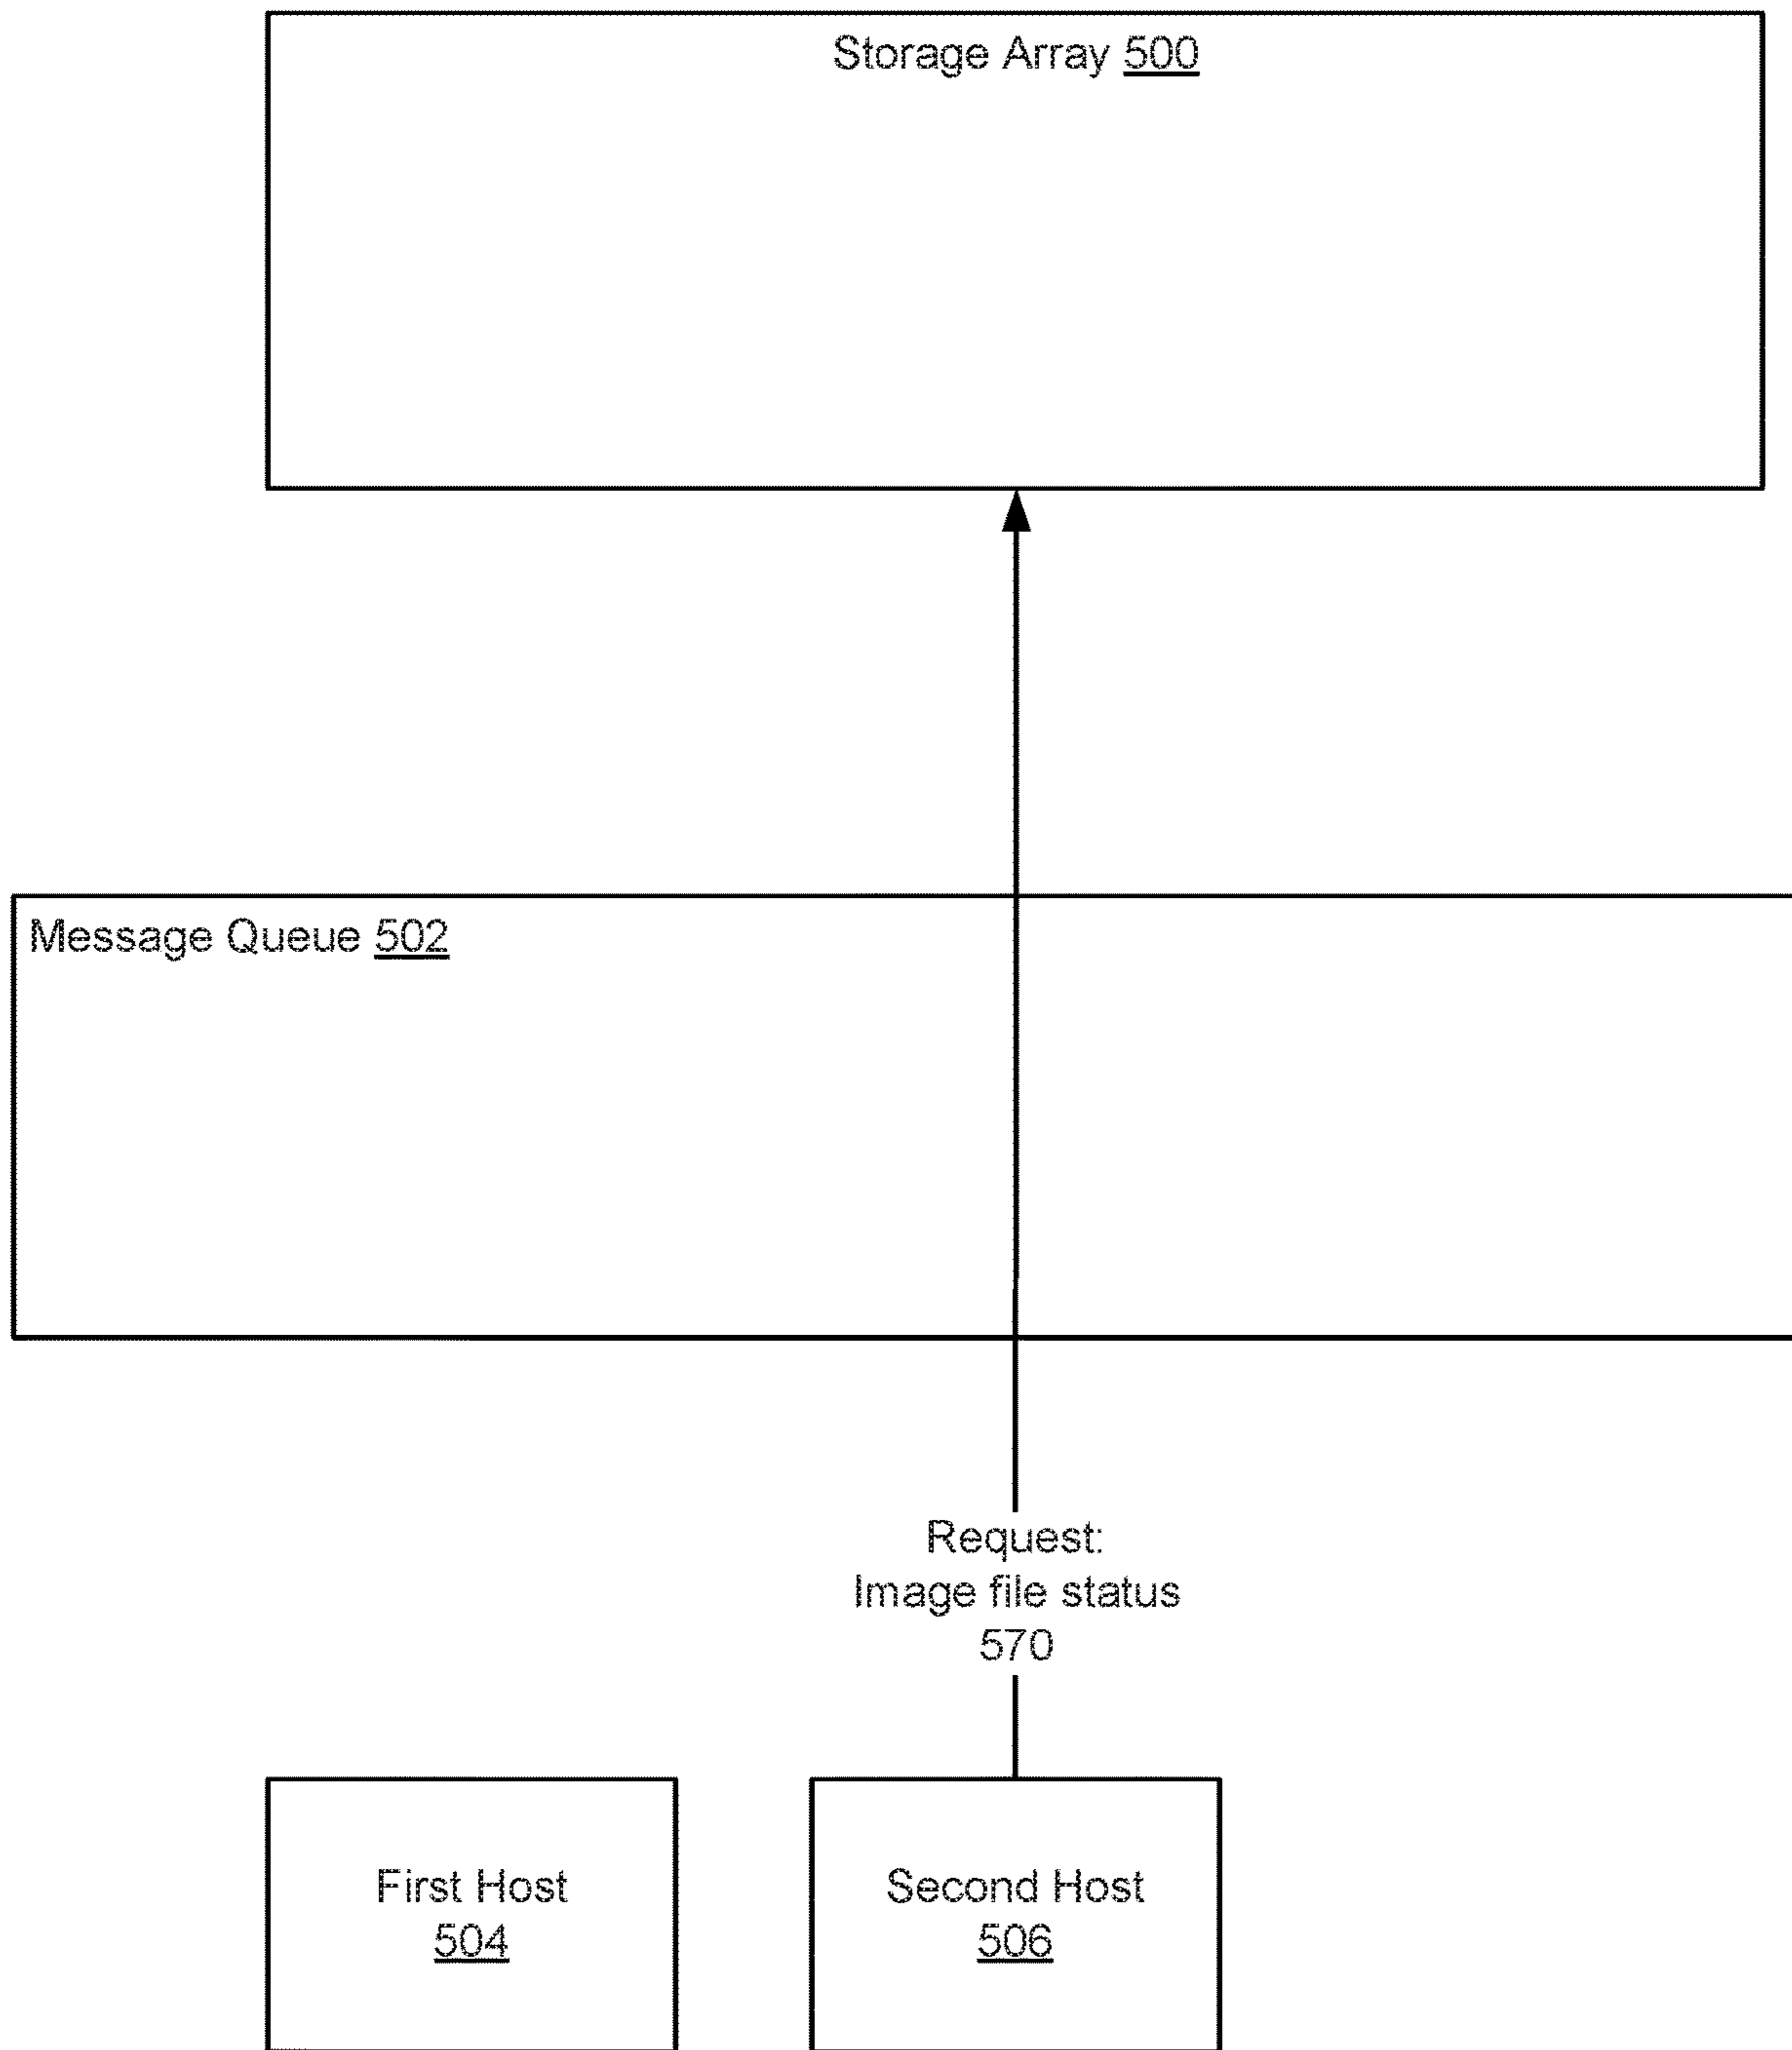 Storage Array 500
Message Queue 502
Request:
Image file status
570
First Host
504
Second Host
506